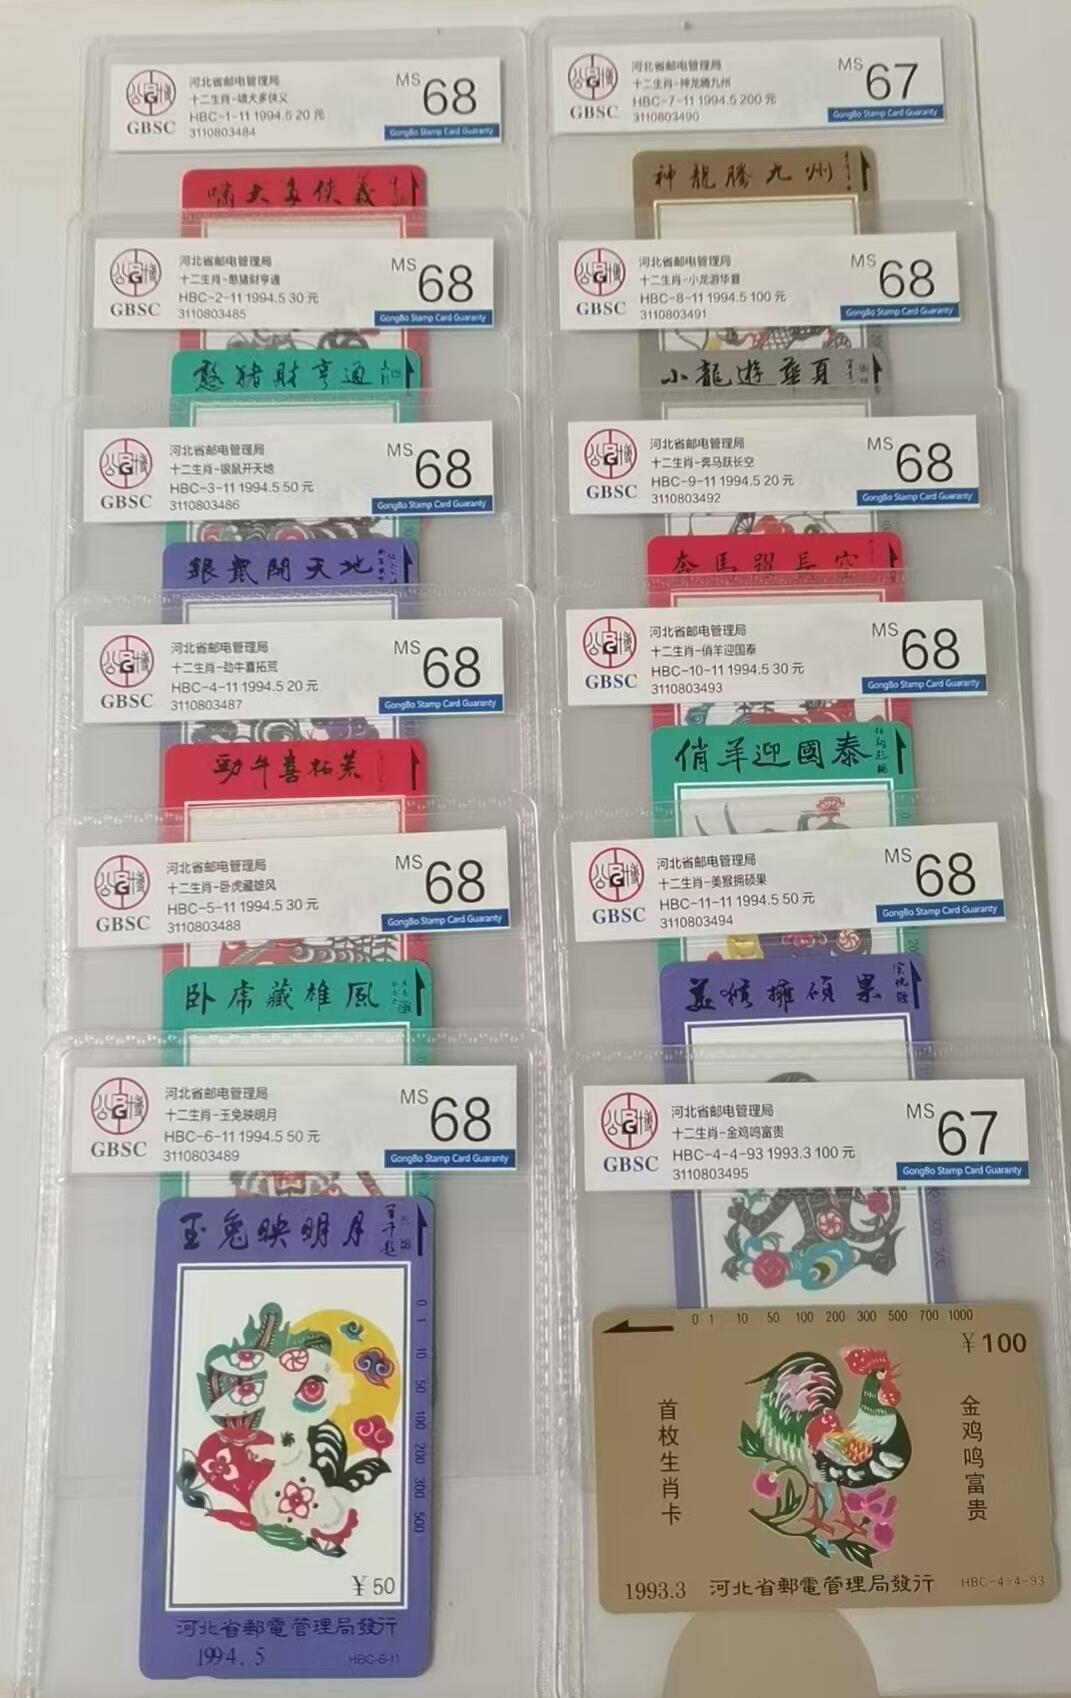 GBSC
河北省邮电管理局
十二生肖-啸犬多侠义
HBC-1-11 1994.5 20 元
3110803484
MS 68
GongBo Stamp Card Guaranty
嘯犬多俠義
GBSC
河北省邮电管理局
十二生肖-憨猪财亨通
HBC-2-11 1994.5 30 元
3110803485
MS 68
GongBo Stamp Card Guaranty
憨猪財亨通
GBSC
河北省邮电管理局
十二生肖-银鼠开天地
HBC-3-11 1994.5 50 元
3110803486
MS 68
GongBo Stamp Card Guaranty
銀鼠開天地
GBSC
河北省邮电管理局
十二生肖-劲牛喜拓荒
HBC-4-11 1994.5 20 元
3110803487
MS 68
GongBo Stamp Card Guaranty
勁牛喜拓荒
GBSC
河北省邮电管理局
十二生肖-卧虎藏雄风
HBC-5-11 1994.5 30 元
3110803488
MS 68
GongBo Stamp Card Guaranty
卧虎藏雄風
GBSC
河北省邮电管理局
十二生肖-玉兔映明月
HBC-6-11 1994.5 50 元
3110803489
MS 68
GongBo Stamp Card Guaranty
玉兔映明月
0 1 10 50 100 200 300 500
￥50
河北省郵電管理局發行
1994.5
HBC-6-11
GBSC
河北省邮电管理局
十二生肖-神龙腾九州
HBC-7-11 1994.5 200 元
3110803490
MS 67
GongBo Stamp Card Guaranty
神龍騰九州
GBSC
河北省邮电管理局
十二生肖-小龙游华夏
HBC-8-11 1994.5 100 元
3110803491
MS 68
GongBo Stamp Card Guaranty
小龍遊華夏
GBSC
河北省邮电管理局
十二生肖-奔马跃长空
HBC-9-11 1994.5 20 元
3110803492
MS 68
GongBo Stamp Card Guaranty
奔馬躍長空
GBSC
河北省邮电管理局
十二生肖-俏羊迎国泰
HBC-10-11 1994.5 30 元
3110803493
MS 68
GongBo Stamp Card Guaranty
俏羊迎國泰
GBSC
河北省邮电管理局
十二生肖-美猴拥硕果
HBC-11-11 1994.5 50 元
3110803494
MS 68
GongBo Stamp Card Guaranty
美猴擁碩果
GBSC
河北省邮电管理局
十二生肖-金鸡鸣富贵
HBC-4-4-93 1993.3 100 元
3110803495
MS 67
GongBo Stamp Card Guaranty
0 1 10 50 100 200 300 500 700 1000
￥100
首枚生肖卡
金鸡鸣富贵
1993.3 河北省郵電管理局發行 HBC-4-4-93